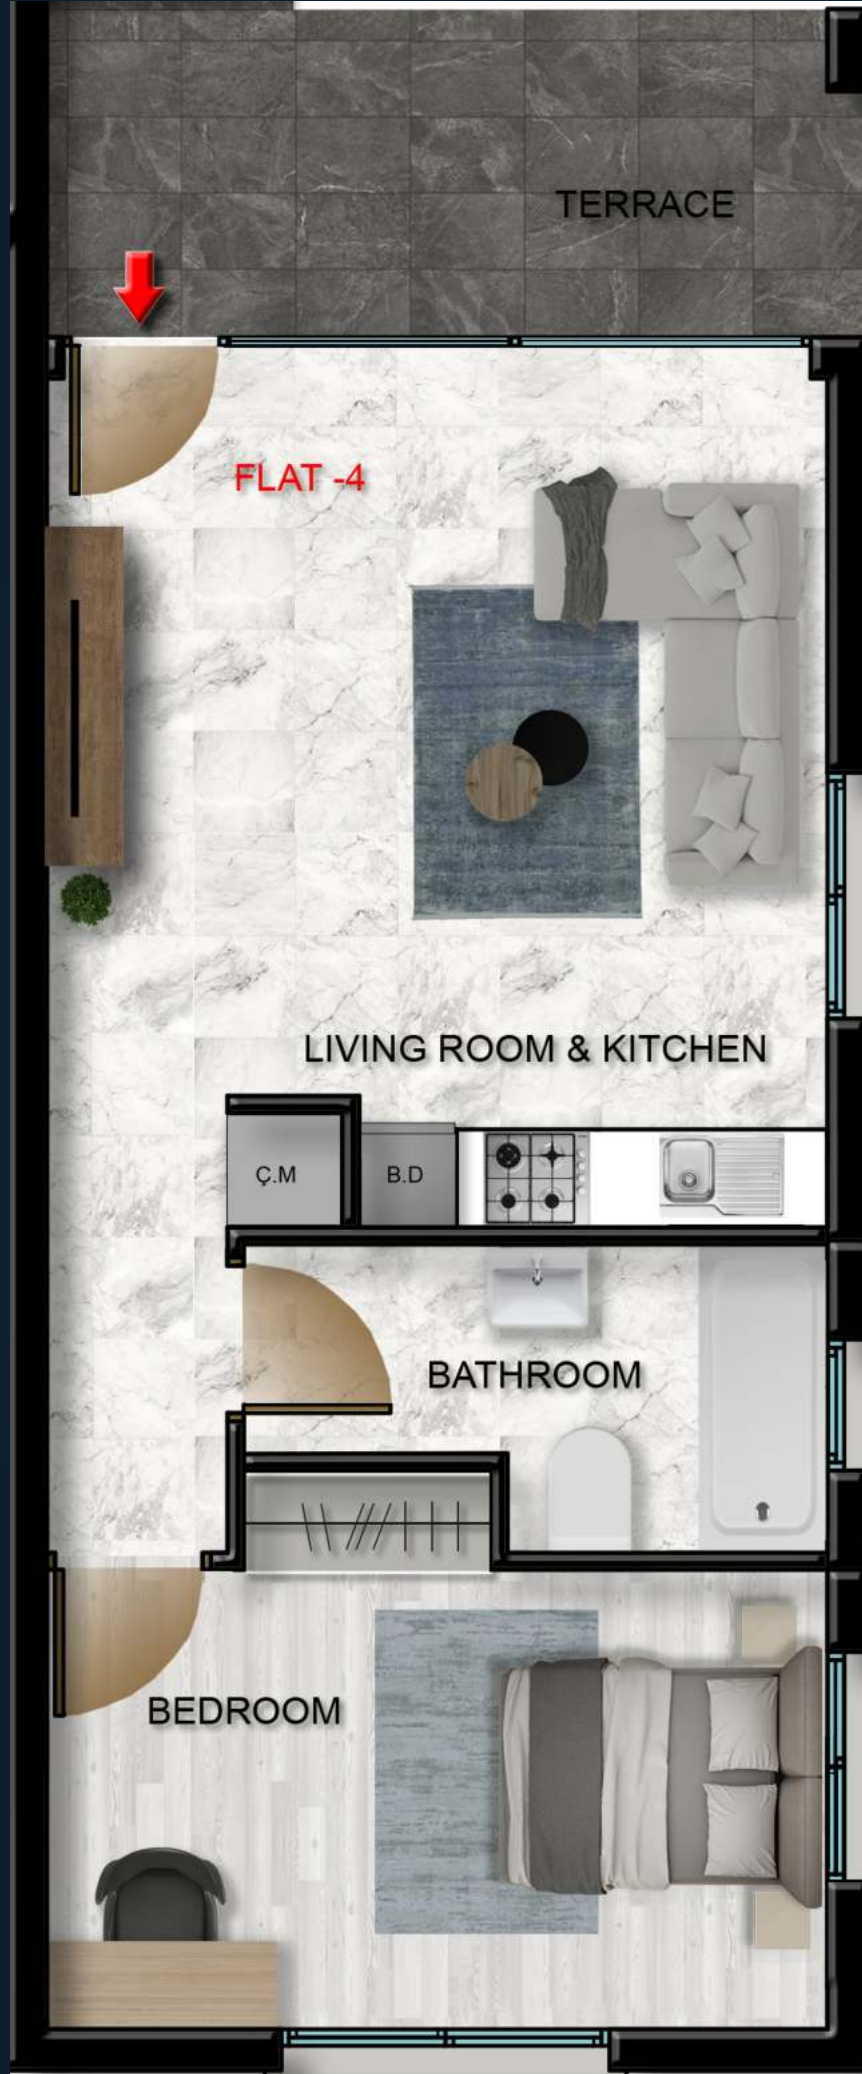 TERRACE
FLAT -4
LIVING ROOM & KITCHEN
Ç.M
B.D
BATHROOM
BEDROOM